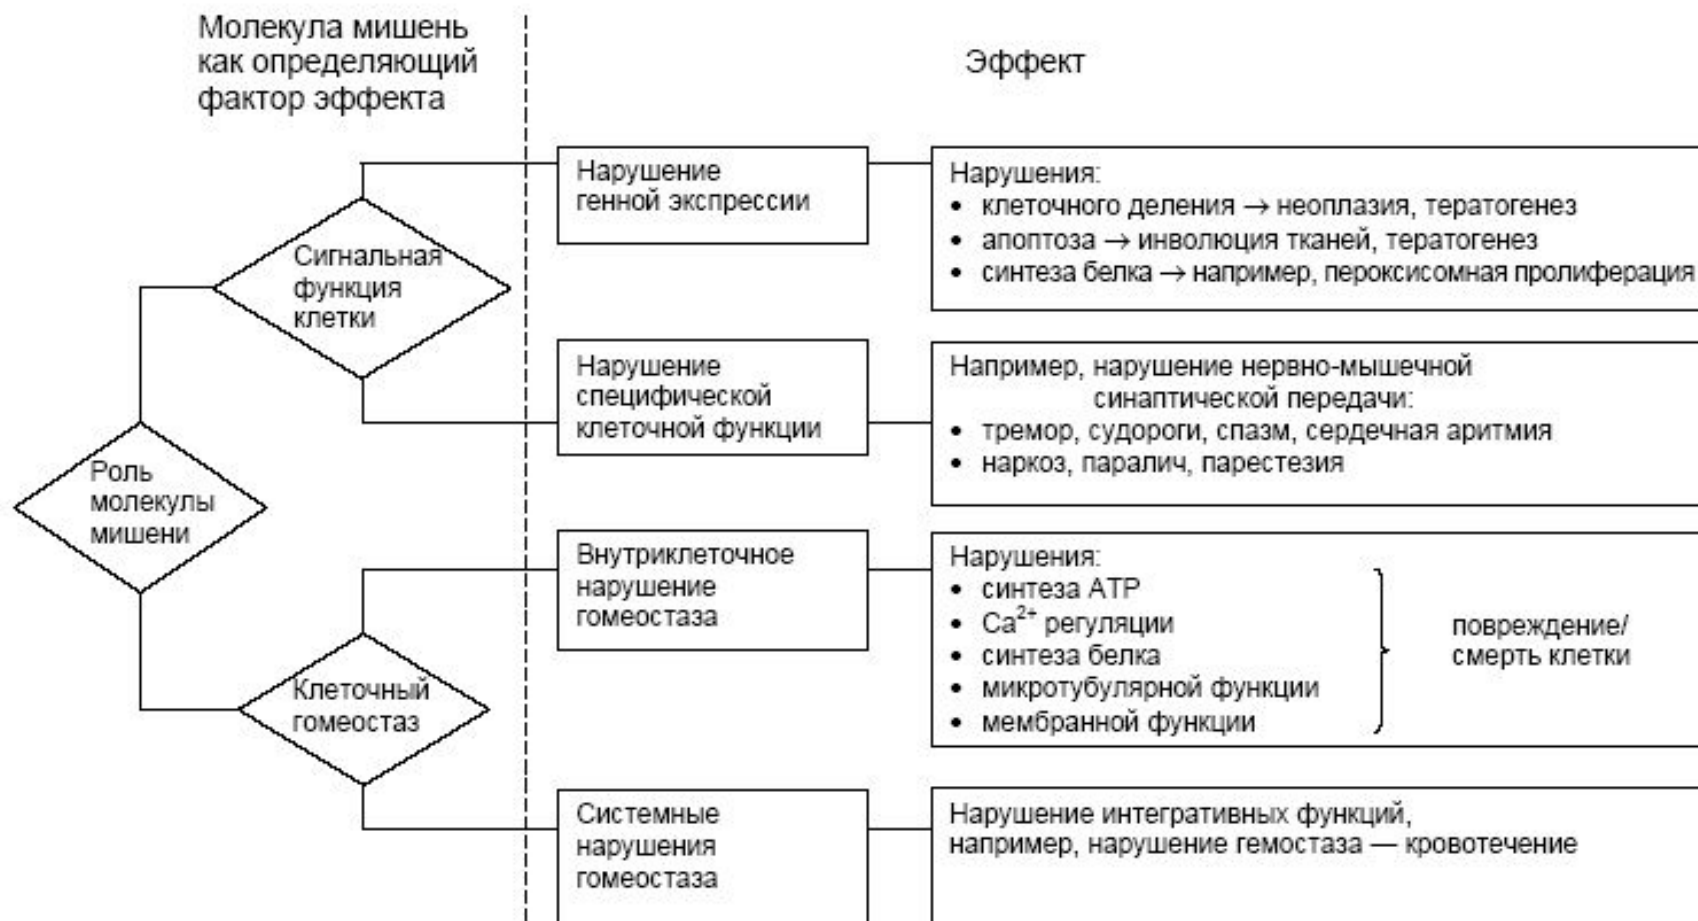 Молекула мишень
как определяющий
фактор эффекта
Эффект
Роль
молекулы
мишени
Сигнальная
функция
клетки
Нарушение
генной экспрессии
Нарушения:
• клеточного деления → неоплазия, тератогенез
• апоптоза → инволюция тканей, тератогенез
• синтеза белка → например, пероксисомная пролиферация
Нарушение
специфической
клеточной функции
Например, нарушение нервно-мышечной
синаптической передачи:
• тремор, судороги, спазм, сердечная аритмия
• наркоз, паралич, парестезия
Клеточный
гомеостаз
Внутриклеточное
нарушение
гомеостаза
Нарушения:
• синтеза АТР
• Ca²⁺ регуляции
• синтеза белка
• микротубулярной функции
• мембранной функции
повреждение/
смерть клетки
Системные
нарушения
гомеостаза
Нарушение интегративных функций,
например, нарушение гемостаза — кровотечение